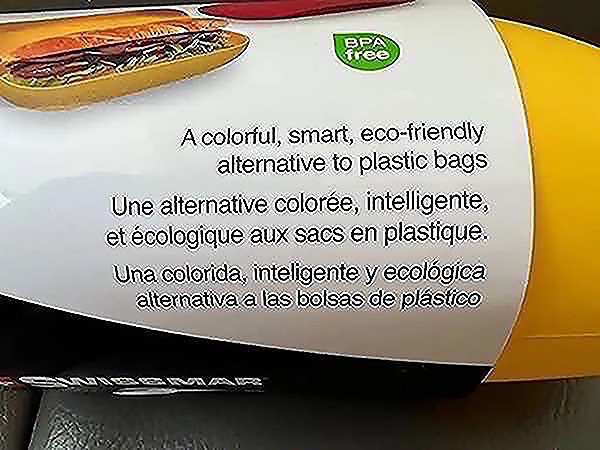 BPA
free
A colorful, smart, eco-friendly
alternative to plastic bags
Une alternative colorée, intelligente,
et écologique aux sacs en plastique.
Una colorida, inteligente y ecológica
alternativa a las bolsas de plástico
SWISSMAR